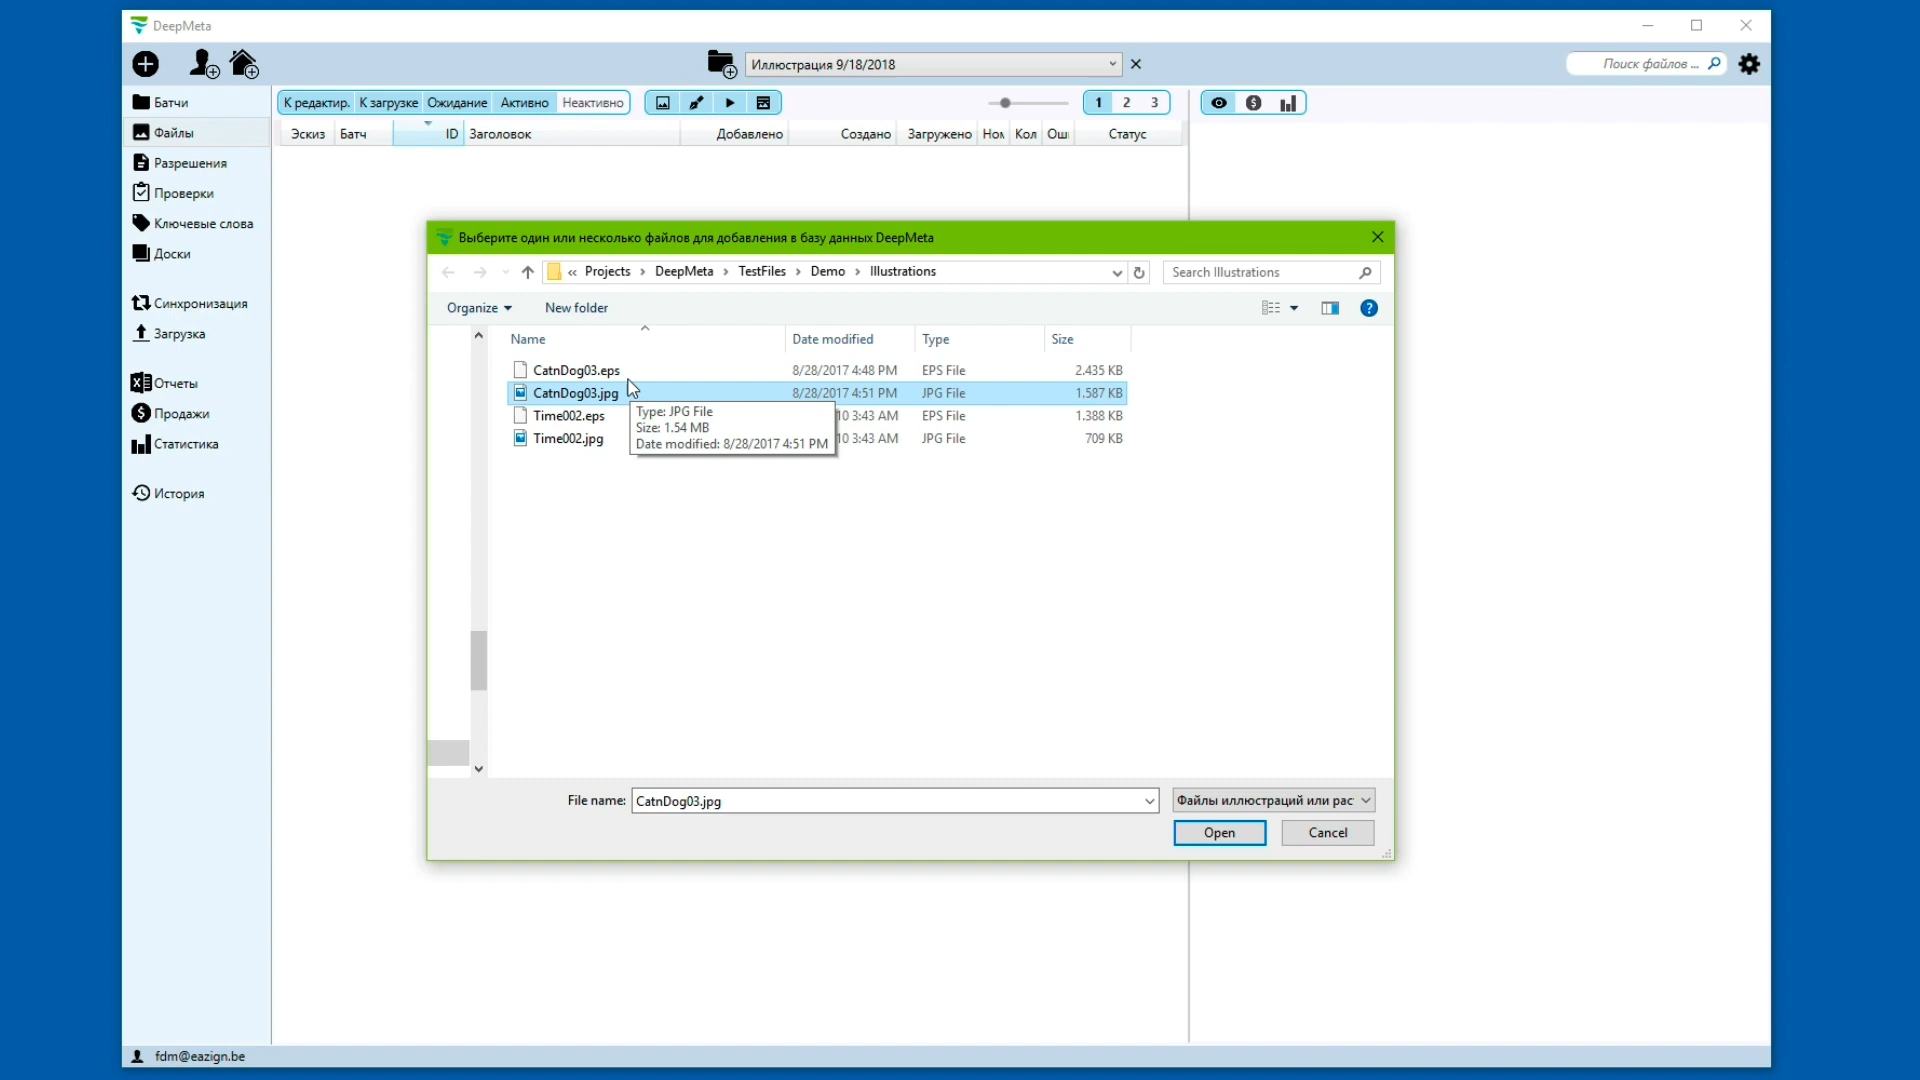 DeepMeta
Иллюстрация 9/18/2018
Поиск файлов ...
Батчи
Файлы
Разрешения
Проверки
Ключевые слова
Доски
Синхронизация
Загрузка
Отчеты
Продажи
Статистика
История
К редактир. К загрузке Ожидание Активно Неактивно
1 2 3
Эскиз Батч ID Заголовок Добавлено Создано Загружено Ном Кол Ош Статус
Выберите один или несколько файлов для добавления в базу данных DeepMeta
« Projects › DeepMeta › TestFiles › Demo › Illustrations
Search Illustrations
Organize New folder
Name Date modified Type Size
CatnDog03.eps 8/28/2017 4:48 PM EPS File 2.435 KB
CatnDog03.jpg 8/28/2017 4:51 PM JPG File 1.587 KB
Time002.eps 10 3:43 AM EPS File 1.388 KB
Time002.jpg 10 3:43 AM JPG File 709 KB
Type: JPG File
Size: 1.54 MB
Date modified: 8/28/2017 4:51 PM
File name: CatnDog03.jpg
Файлы иллюстраций или рас
Open Cancel
fdm@eazign.be